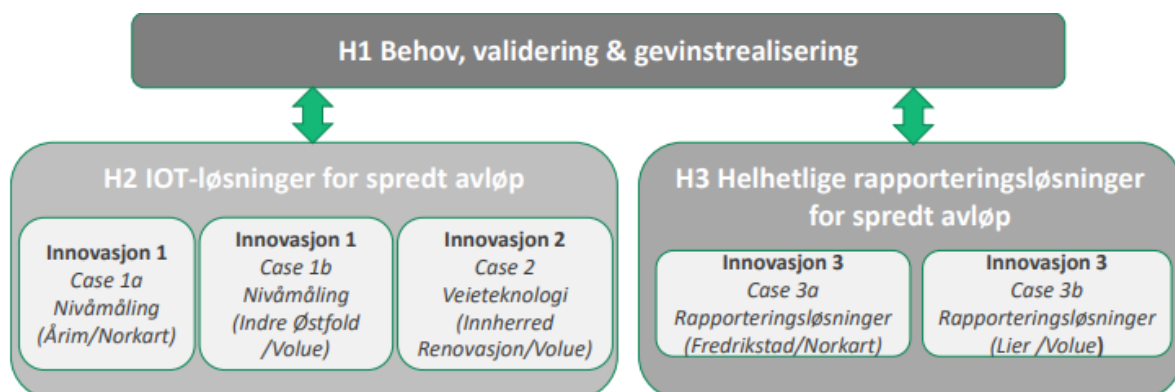 H1 Behov, validering & gevinstrealisering
H2 IOT-løsninger for spredt avløp
Innovasjon 1
Case 1a
Nivåmåling
(Årim/Norkart)
Innovasjon 1
Case 1b
Nivåmåling
(Indre Østfold
/Volue)
Innovasjon 2
Case 2
Veieteknologi
(Innherred
Renovasjon/Volue)
H3 Helhetlige rapporteringsløsninger
for spredt avløp
Innovasjon 3
Case 3a
Rapporteringsløsninger
(Fredrikstad/Norkart)
Innovasjon 3
Case 3b
Rapporteringsløsninger
(Lier /Volue)